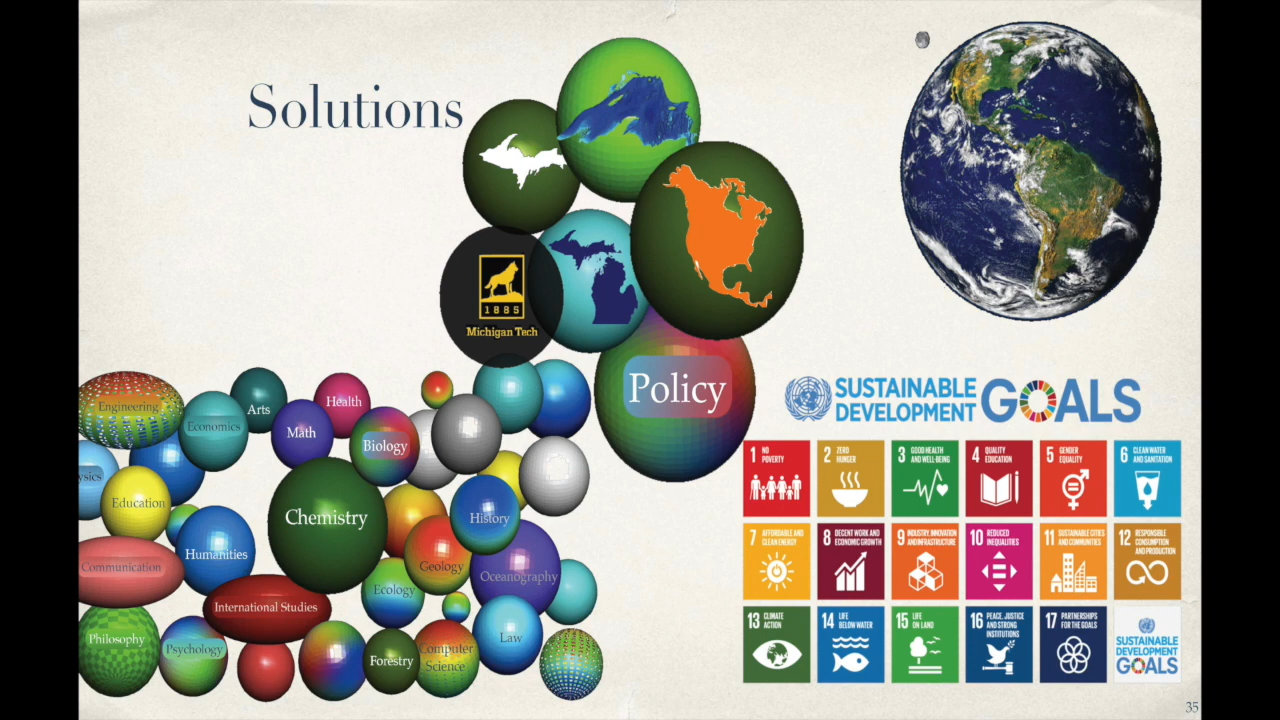 Solutions
1885
Michigan Tech
Policy
Engineering
Economics
Arts
Math
Health
Biology
ysics
Education
Chemistry
History
Humanities
Communication
Geology
Oceanography
Ecology
International Studies
Philosophy
Psychology
Forestry
Computer
Science
Law
SUSTAINABLE
DEVELOPMENT
GOALS
1 NO
POVERTY
2 ZERO
HUNGER
3 GOOD HEALTH
AND WELL-BEING
4 QUALITY
EDUCATION
5 GENDER
EQUALITY
6 CLEAN WATER
AND SANITATION
7 AFFORDABLE AND
CLEAN ENERGY
8 DECENT WORK AND
ECONOMIC GROWTH
9 INDUSTRY, INNOVATION
AND INFRASTRUCTURE
10 REDUCED
INEQUALITIES
11 SUSTAINABLE CITIES
AND COMMUNITIES
12 RESPONSIBLE
CONSUMPTION
AND PRODUCTION
13 CLIMATE
ACTION
14 LIFE
BELOW WATER
15 LIFE
ON LAND
16 PEACE, JUSTICE
AND STRONG
INSTITUTIONS
17 PARTNERSHIPS
FOR THE GOALS
SUSTAINABLE
DEVELOPMENT
GOALS
35